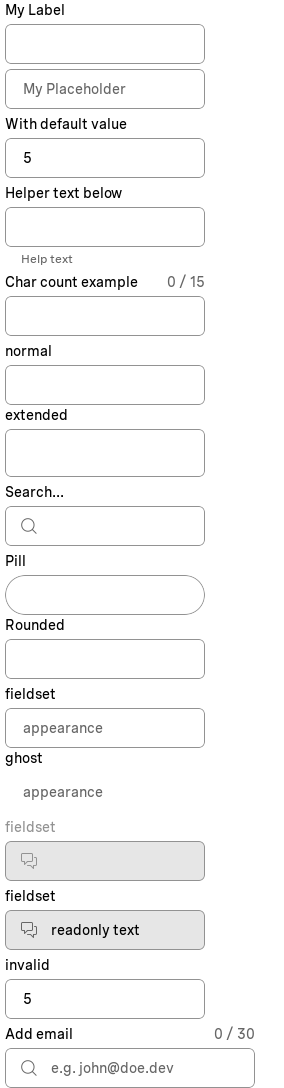 My Label
My Placeholder
With default value
5
Helper text below
Help text
Char count example 0 / 15
normal
extended
Search...
Pill
Rounded
fieldset
appearance
ghost
appearance
fieldset
fieldset
readonly text
invalid
5
Add email 0 / 30
e.g. john@doe.dev